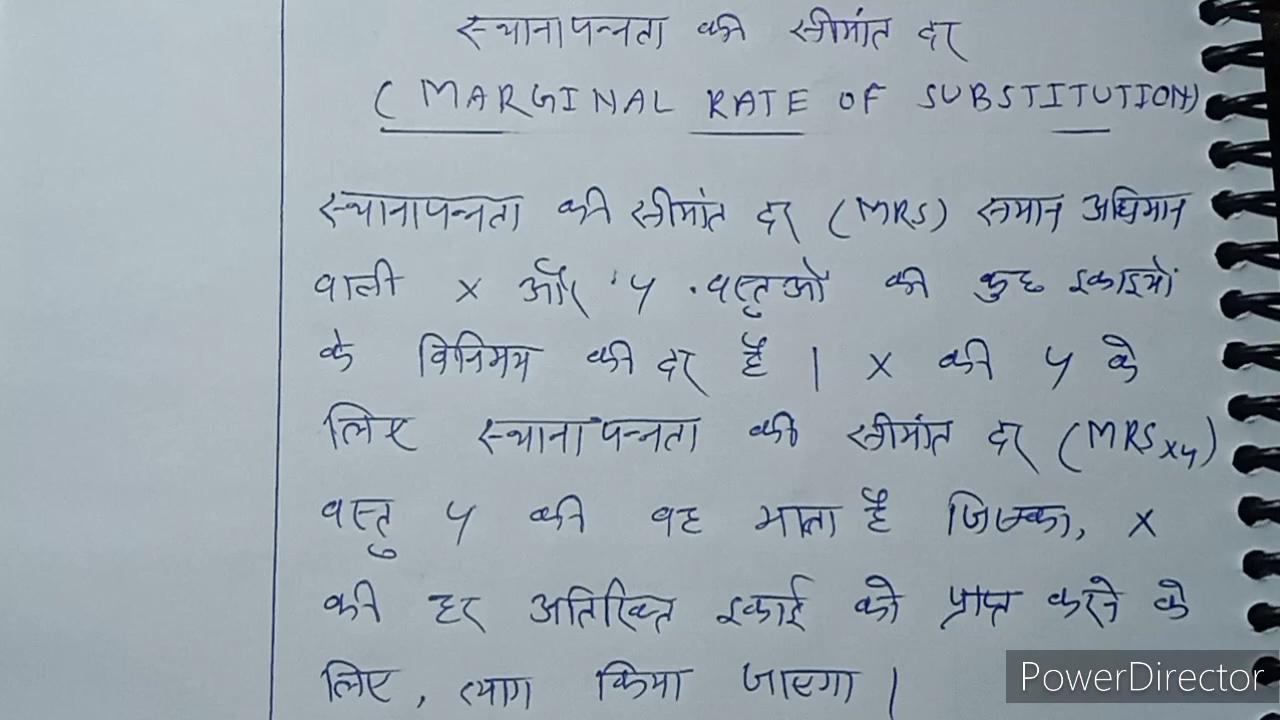 स्थानापन्नता की सीमांत दर
(MARGINAL RATE OF SUBSTITUTION)
स्थानापन्नता की सीमांत दर (MRS) समान अधिमान
वाली x और 'y . वस्तुओं की कुछ इकाइयों
के विनिमय की दर है । x की y के
लिए स्थानापन्नता की सीमांत दर (MRSxy)
वस्तु y की वह मात्रा है जिसका, x
की हर अतिरिक्त इकाई को प्राप्त करने के
लिए, त्याग किया जाएगा ।
PowerDirector